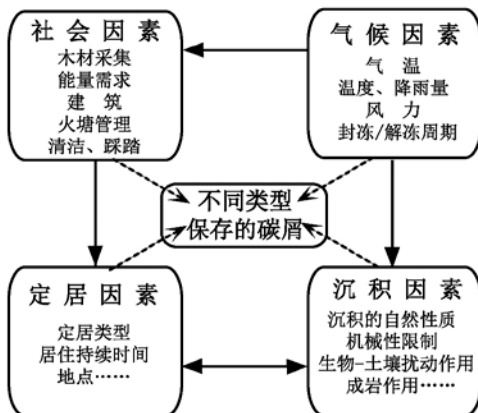 社会因素
木材采集
能量需求
建筑
火塘管理
清洁、踩踏
气候因素
气温
温度、降雨量
风力
封冻/解冻周期
不同类型
保存的碳屑
定居因素
定居类型
居住持续时间
地点……
沉积因素
沉积的自然性质
机械性限制
生物-土壤扰动作用
成岩作用……